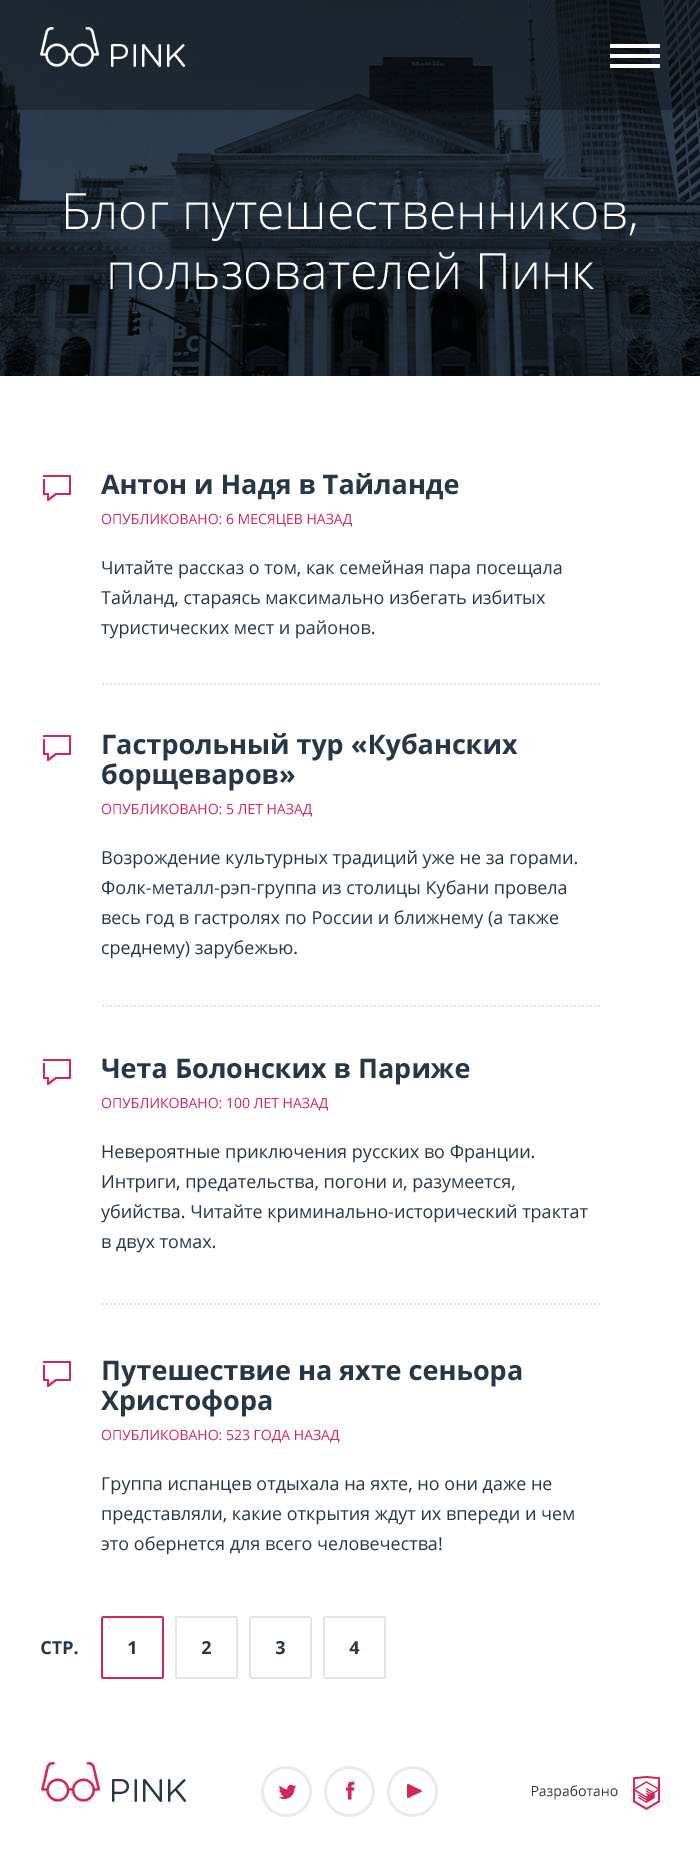 PINK
Блог путешественников,
пользователей Пинк
Антон и Надя в Тайланде
ОПУБЛИКОВАНО: 6 МЕСЯЦЕВ НАЗАД
Читайте рассказ о том, как семейная пара посещала
Тайланд, стараясь максимально избегать избитых
туристических мест и районов.
Гастрольный тур «Кубанских
борщеваров»
ОПУБЛИКОВАНО: 5 ЛЕТ НАЗАД
Возрождение культурных традиций уже не за горами.
Фолк-металл-рэп-группа из столицы Кубани провела
весь год в гастролях по России и ближнему (а также
среднему) зарубежью.
Чета Болонских в Париже
ОПУБЛИКОВАНО: 100 ЛЕТ НАЗАД
Невероятные приключения русских во Франции.
Интриги, предательства, погони и, разумеется,
убийства. Читайте криминально-исторический трактат
в двух томах.
Путешествие на яхте сеньора
Христофора
ОПУБЛИКОВАНО: 523 ГОДА НАЗАД
Группа испанцев отдыхала на яхте, но они даже не
представляли, какие открытия ждут их впереди и чем
это обернется для всего человечества!
СТР. 1 2 3 4
PINK Разработано